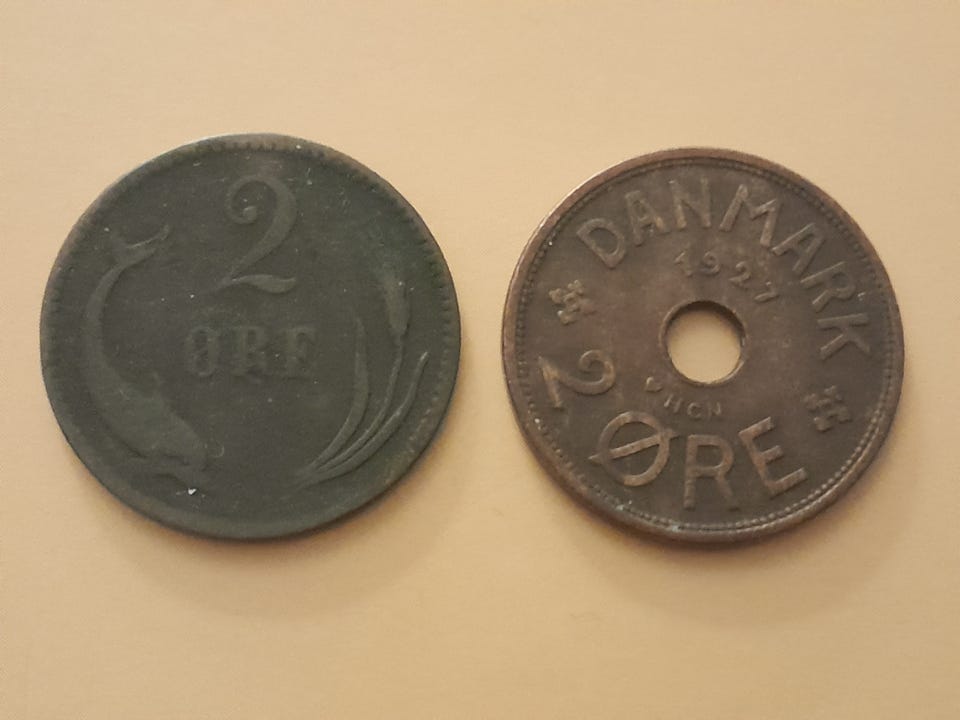 2
ØRE
DANMARK
1927
♥ HCN
2 ØRE